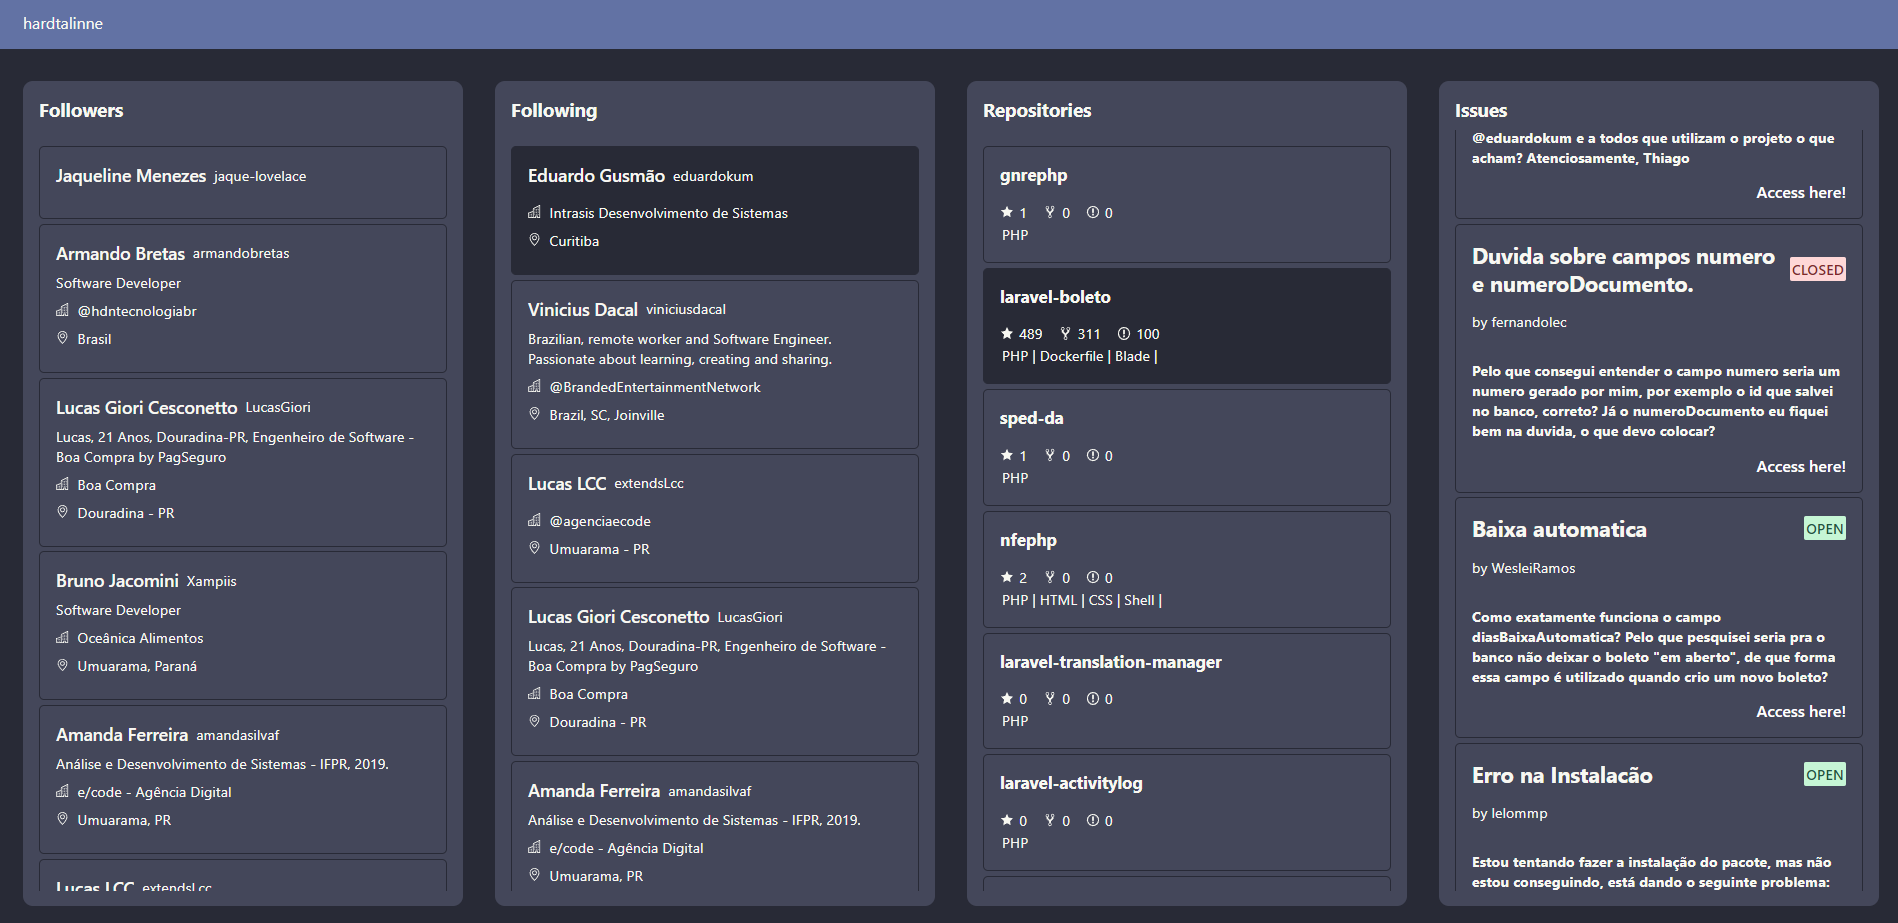 hardtalinne
Followers
Jaqueline Menezes jaque-lovelace
Armando Bretas armandobretas
Software Developer
@hdntecnologiabr
Brasil
Lucas Giori Cesconetto LucasGiori
Lucas, 21 Anos, Douradina-PR, Engenheiro de Software -
Boa Compra by PagSeguro
Boa Compra
Douradina - PR
Bruno Jacomini Xampiis
Software Developer
Oceânica Alimentos
Umuarama, Paraná
Amanda Ferreira amandasilvaf
Análise e Desenvolvimento de Sistemas - IFPR, 2019.
e/code - Agência Digital
Umuarama, PR
Lucas LCC extendsLcc
Following
Eduardo Gusmão eduardokum
Intrasis Desenvolvimento de Sistemas
Curitiba
Vinicius Dacal viniciusdacal
Brazilian, remote worker and Software Engineer.
Passionate about learning, creating and sharing.
@BrandedEntertainmentNetwork
Brazil, SC, Joinville
Lucas LCC extendsLcc
@agenciaecode
Umuarama - PR
Lucas Giori Cesconetto LucasGiori
Lucas, 21 Anos, Douradina-PR, Engenheiro de Software -
Boa Compra by PagSeguro
Boa Compra
Douradina - PR
Amanda Ferreira amandasilvaf
Análise e Desenvolvimento de Sistemas - IFPR, 2019.
e/code - Agência Digital
Umuarama, PR
Repositories
gnrephp
1 0 0
PHP
laravel-boleto
489 311 100
PHP | Dockerfile | Blade |
sped-da
1 0 0
PHP
nfephp
2 0 0
PHP | HTML | CSS | Shell |
laravel-translation-manager
0 0 0
PHP
laravel-activitylog
0 0 0
PHP
Issues
@eduardokum e a todos que utilizam o projeto o que
acham? Atenciosamente, Thiago
Access here!
Duvida sobre campos numero
e numeroDocumento.
CLOSED
by fernandolec
Pelo que consegui entender o campo numero seria um
numero gerado por mim, por exemplo o id que salvei
no banco, correto? Já o numeroDocumento eu fiquei
bem na duvida, o que devo colocar?
Access here!
Baixa automatica OPEN
by WesleiRamos
Como exatamente funciona o campo
diasBaixaAutomatica? Pelo que pesquisei seria pra o
banco não deixar o boleto "em aberto", de que forma
essa campo é utilizado quando crio um novo boleto?
Access here!
Erro na Instalacão OPEN
by lelommp
Estou tentando fazer a instalação do pacote, mas não
estou conseguindo, está dando o seguinte problema: